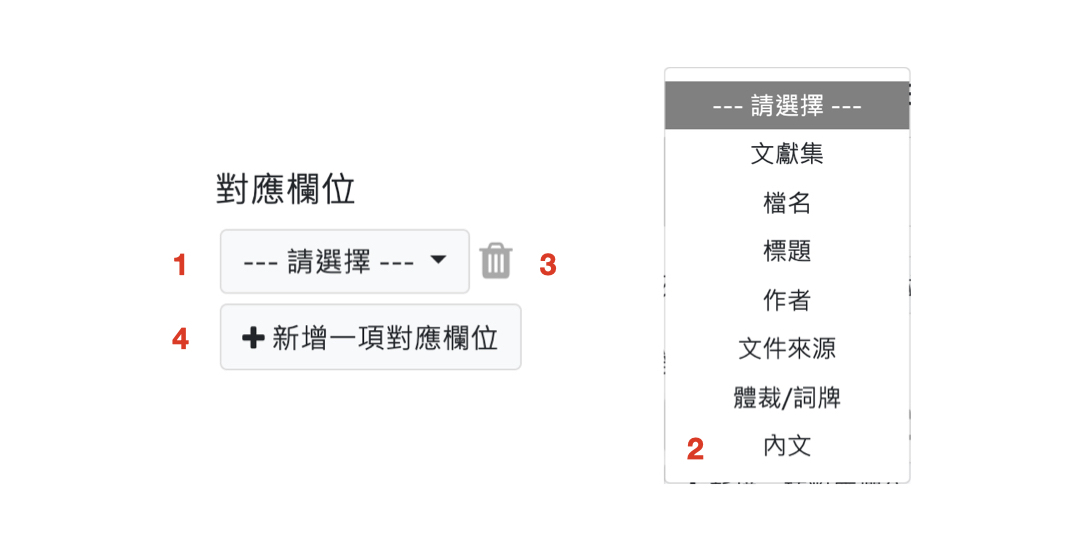 對應欄位
1 --- 請選擇 --- 3
4 新增一項對應欄位
--- 請選擇 ---
文獻集
檔名
標題
作者
文件來源
體裁/詞牌
2 內文